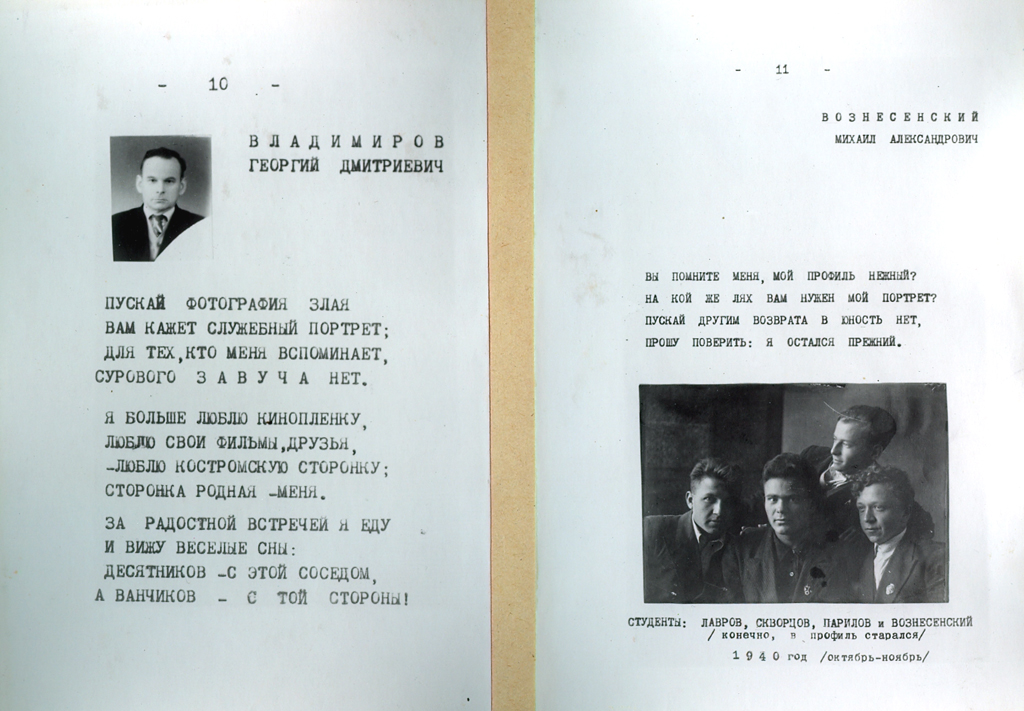 - 10 -
ВЛАДИМИРОВ
ГЕОРГИЙ ДМИТРИЕВИЧ
ПУСКАЙ ФОТОГРАФИЯ ЗЛАЯ
ВАМ КАЖЕТ СЛУЖЕБНЫЙ ПОРТРЕТ;
ДЛЯ ТЕХ,КТО МЕНЯ ВСПОМИНАЕТ,
СУРОВОГО ЗАВУЧА НЕТ.
Я БОЛЬШЕ ЛЮБЛЮ КИНОПЛЕНКУ,
ЛЮБЛЮ СВОИ ФИЛЬМЫ,ДРУЗЬЯ,
-ЛЮБЛЮ КОСТРОМСКУЮ СТОРОНКУ;
СТОРОНКА РОДНАЯ -МЕНЯ.
ЗА РАДОСТНОЙ ВСТРЕЧЕЙ Я ЕДУ
И ВИЖУ ВЕСЕЛЫЕ СНЫ:
ДЕСЯТНИКОВ -С ЭТОЙ СОСЕДОМ,
А ВАНЧИКОВ - С ТОЙ СТОРОНЫ!
- 11 -
ВОЗНЕСЕНСКИЙ
МИХАИЛ АЛЕКСАНДРОВИЧ
ВЫ ПОМНИТЕ МЕНЯ, МОЙ ПРОФИЛЬ НЕЖНЫЙ?
НА КОЙ ЖЕ ЛЯХ ВАМ НУЖЕН МОЙ ПОРТРЕТ?
ПУСКАЙ ДРУГИМ ВОЗВРАТА В ЮНОСТЬ НЕТ,
ПРОШУ ПОВЕРИТЬ: Я ОСТАЛСЯ ПРЕЖНИЙ.
СТУДЕНТЫ: ЛАВРОВ, СКВОРЦОВ, ПАРИЛОВ и ВОЗНЕСЕНСКИЙ
/ конечно, в профиль старался/
1940 год /октябрь-ноябрь/